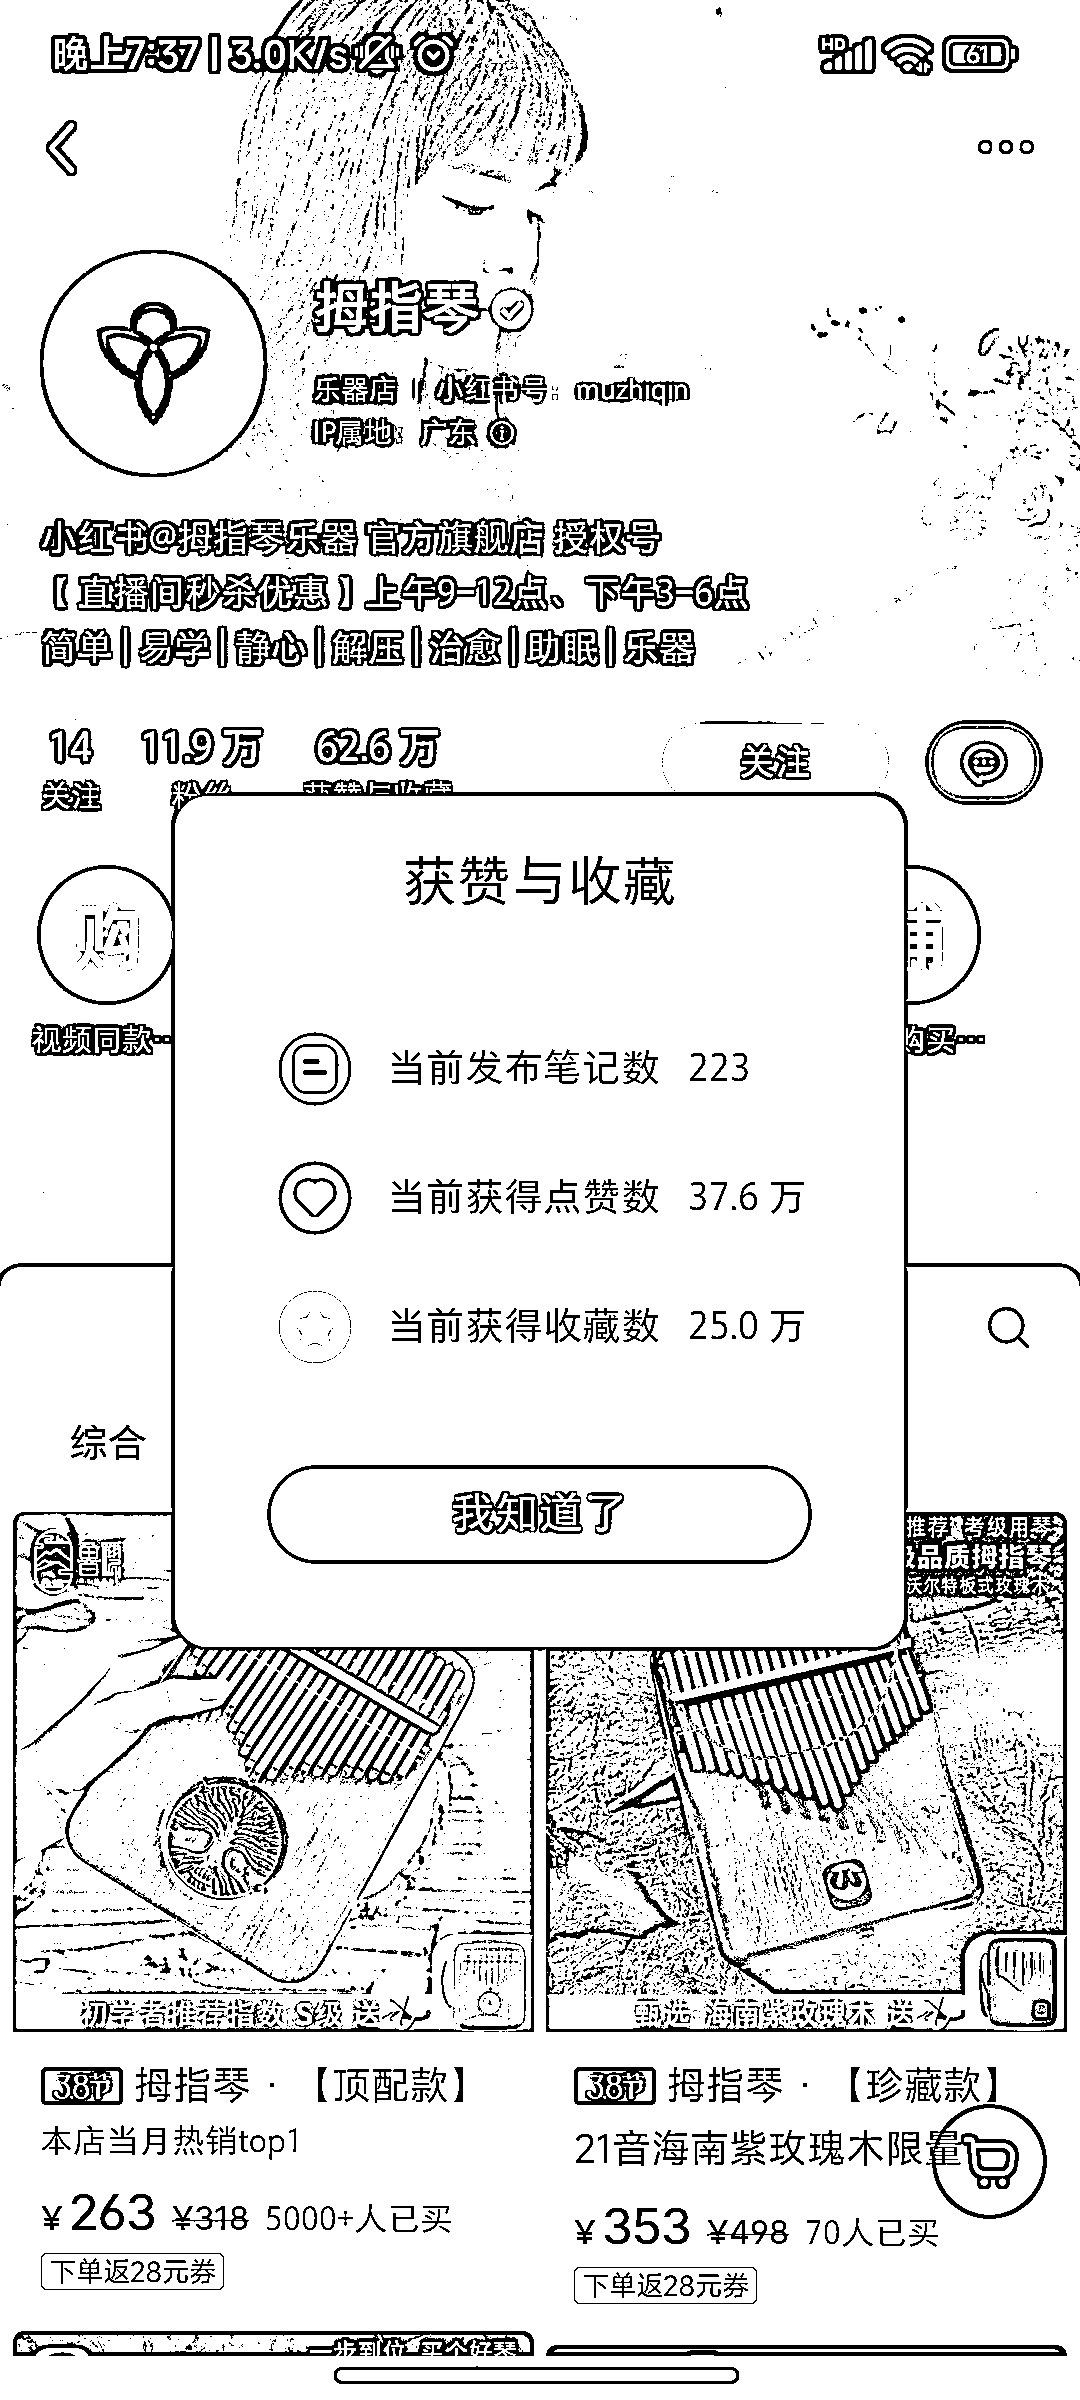 晚上7:37 | 3.0K/s
HD
61
拇指琴
乐器店 | 小红书号：muzhiqin
IP属地：广东
小红书@拇指琴乐器 官方旗舰店 授权号
【 直播间秒杀优惠 】上午9-12点、下午3-6点
简单 | 易学 | 静心 | 解压 | 治愈 | 助眠 | 乐器
14 11.9 万 62.6 万
关注
关注 粉丝 获赞与收藏
获赞与收藏
购
铺
视频同款…
购买…
当前发布笔记数 223
当前获得点赞数 37.6 万
当前获得收藏数 25.0 万
综合
我知道了
推荐 考级用琴
品质拇指琴
沃尔特板式玫瑰木
初学者推荐指数 S级 送
甄选 海南紫玫瑰木 送
38节 拇指琴 · 【顶配款】
本店当月热销top1
¥263 ¥318 5000+人已买
下单返28元券
38节 拇指琴 · 【珍藏款】
21音海南紫玫瑰木限量
¥353 ¥498 70人已买
下单返28元券
一步到位 买个好琴